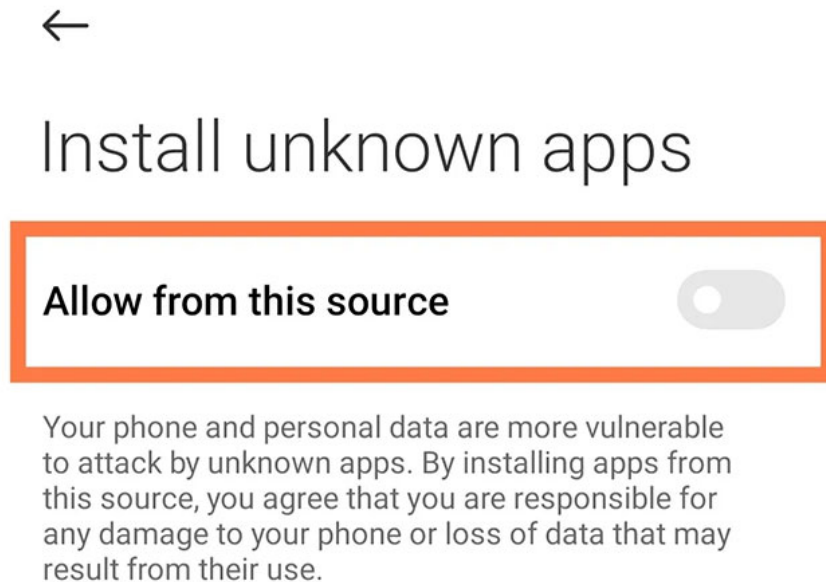 Install unknown apps
Allow from this source
Your phone and personal data are more vulnerable
to attack by unknown apps. By installing apps from
this source, you agree that you are responsible for
any damage to your phone or loss of data that may
result from their use.